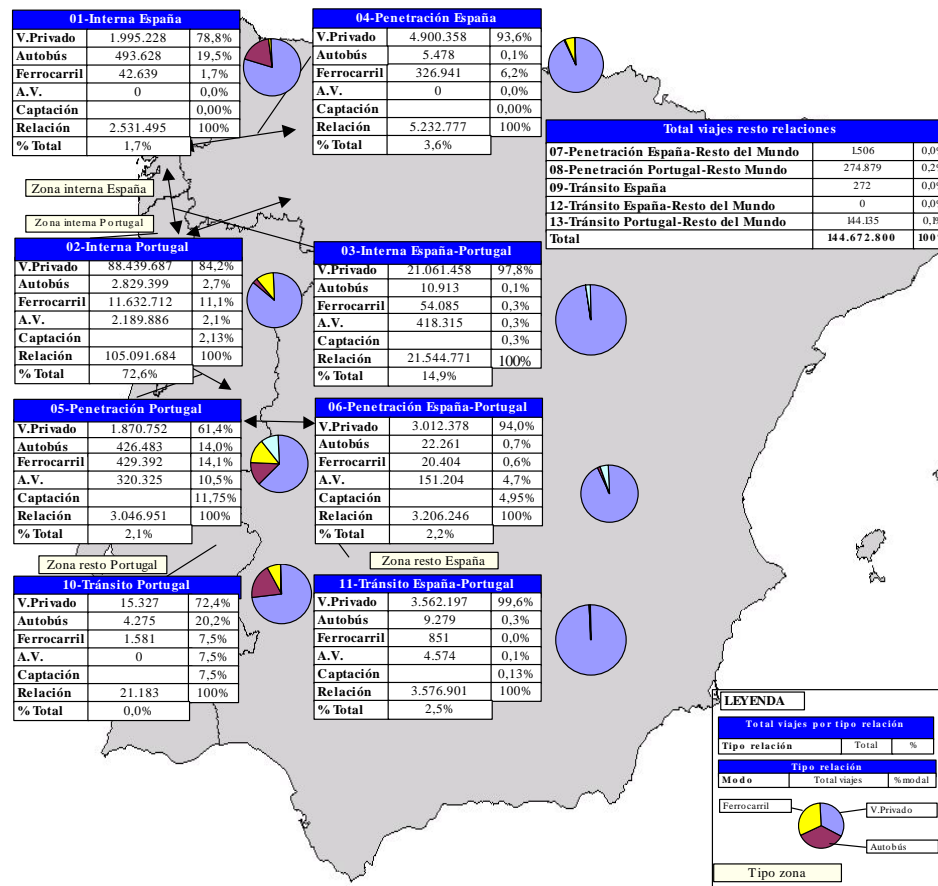 01-Interna España
V.Privado 1.995.228 78,8%
Autobús 493.628 19,5%
Ferrocarril 42.639 1,7%
A.V. 0 0,0%
Captación 0,00%
Relación 2.531.495 100%
% Total 1,7%
04-Penetración España
V.Privado 4.900.358 93,6%
Autobús 5.478 0,1%
Ferrocarril 326.941 6,2%
A.V. 0 0,0%
Captación 0,00%
Relación 5.232.777 100%
% Total 3,6%
Total viajes resto relaciones
07-Penetración España-Resto del Mundo 1.506
08-Penetración Portugal-Resto Mundo 274.879
09-Tránsito España 272
12-Tránsito España-Resto del Mundo 0
13-Tránsito Portugal-Resto del Mundo 144.135
Total 144.672.800
Zona interna España
Zona interna Portugal
02-Interna Portugal
V.Privado 88.439.687 84,2%
Autobús 2.829.399 2,7%
Ferrocarril 11.632.712 11,1%
A.V. 2.189.886 2,1%
Captación 2,13%
Relación 105.091.684 100%
% Total 72,6%
03-Interna España-Portugal
V.Privado 21.061.458 97,8%
Autobús 10.913 0,1%
Ferrocarril 54.085 0,3%
A.V. 418.315 0,3%
Captación 0,3%
Relación 21.544.771 100%
% Total 14,9%
05-Penetración Portugal
V.Privado 1.870.752 61,4%
Autobús 426.483 14,0%
Ferrocarril 429.392 14,1%
A.V. 320.325 10,5%
Captación 11,75%
Relación 3.046.951 100%
% Total 2,1%
06-Penetración España-Portugal
V.Privado 3.012.378 94,0%
Autobús 22.261 0,7%
Ferrocarril 20.404 0,6%
A.V. 151.204 4,7%
Captación 4,95%
Relación 3.206.246 100%
% Total 2,2%
Zona resto Portugal
Zona resto España
10-Tránsito Portugal
V.Privado 15.327 72,4%
Autobús 4.275 20,2%
Ferrocarril 1.581 7,5%
A.V. 0 7,5%
Captación 7,5%
Relación 21.183 100%
% Total 0,0%
11-Tránsito España-Portugal
V.Privado 3.562.197 99,6%
Autobús 9.279 0,3%
Ferrocarril 851 0,0%
A.V. 4.574 0,1%
Captación 0,13%
Relación 3.576.901 100%
% Total 2,5%
LEYENDA
Total viajes por tipo relación
Tipo relación Total %
Tipo relación
Modo Total viajes %modal
Ferrocarril
V.Privado
Autobús
Tipo zona